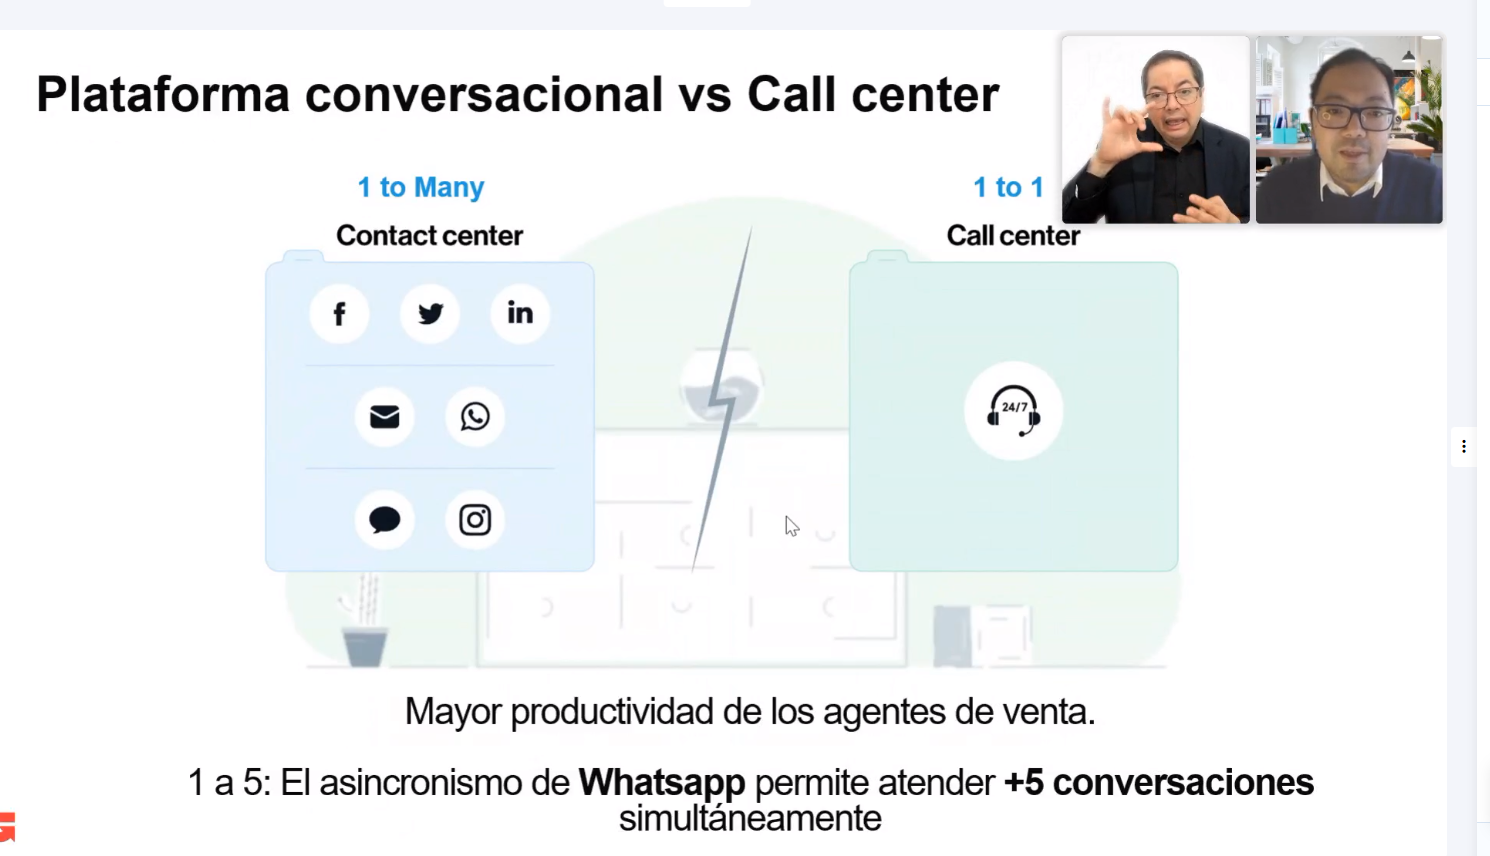 Plataforma conversacional vs Call center
1 to Many
1 to 1
Contact center
Call center
f
in
24/7
Mayor productividad de los agentes de venta.
1 a 5: El asincronismo de Whatsapp permite atender +5 conversaciones
simultáneamente